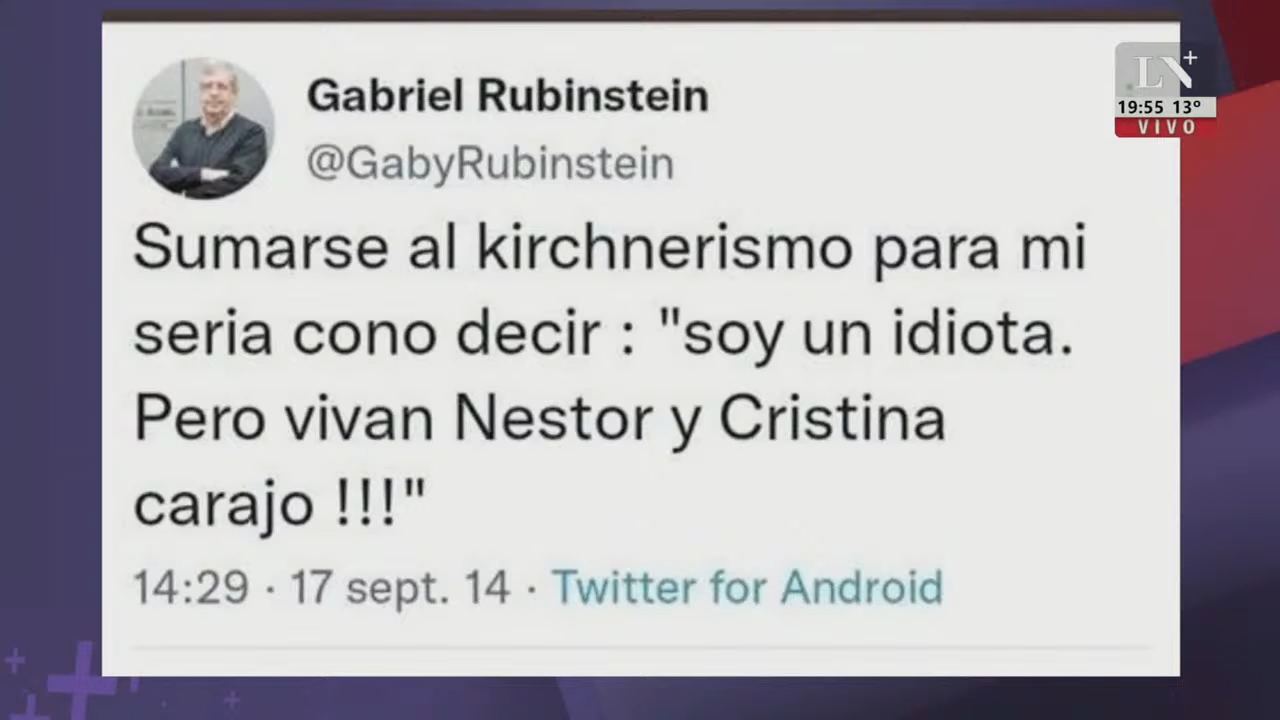 Gabriel Rubinstein
@GabyRubinstein
Sumarse al kirchnerismo para mi
seria cono decir : "soy un idiota.
Pero vivan Nestor y Cristina
carajo !!!"
14:29 · 17 sept. 14 · Twitter for Android
LN+
19:55 13º
VIVO